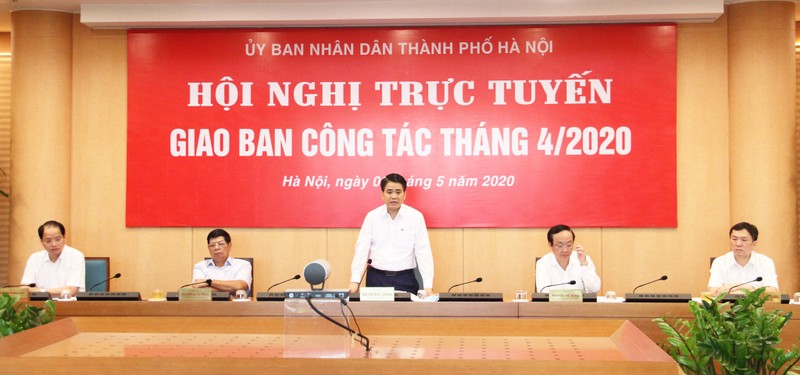 ỦY BAN NHÂN DÂN THÀNH PHỐ HÀ NỘI
HỘI NGHỊ TRỰC TUYẾN
GIAO BAN CÔNG TÁC THÁNG 4/2020
Hà Nội, ngày tháng 5 năm 2020